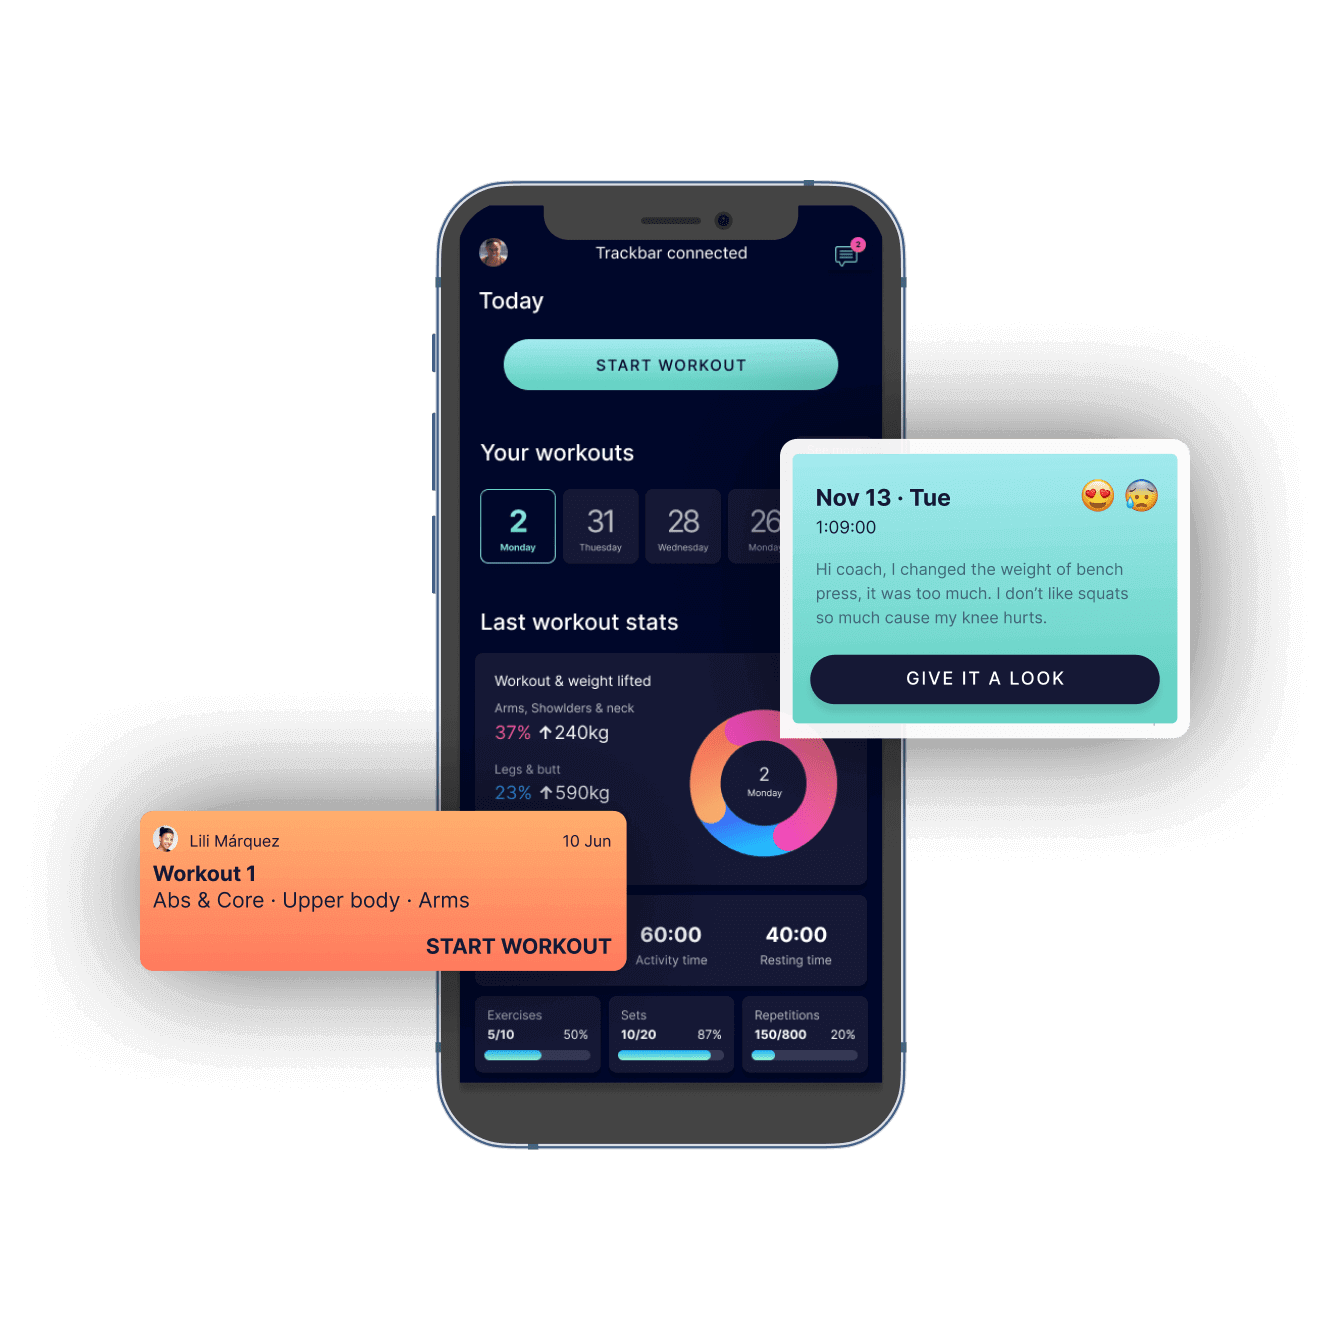 Trackbar connected
2
Today
START WORKOUT
Your workouts
2
Monday
31
Thuesday
28
Wednesday
26
Monday
Nov 13 · Tue
1:09:00
Hi coach, I changed the weight of bench
press, it was too much. I don't like squats
so much cause my knee hurts.
GIVE IT A LOOK
Last workout stats
Workout & weight lifted
Arms, Showlders & neck
37% ↑240kg
Legs & butt
23% ↑590kg
2
Monday
Lili Márquez
10 Jun
Workout 1
Abs & Core · Upper body · Arms
START WORKOUT
60:00
Activity time
40:00
Resting time
Exercises
5/10 50%
Sets
10/20 87%
Repetitions
150/800 20%